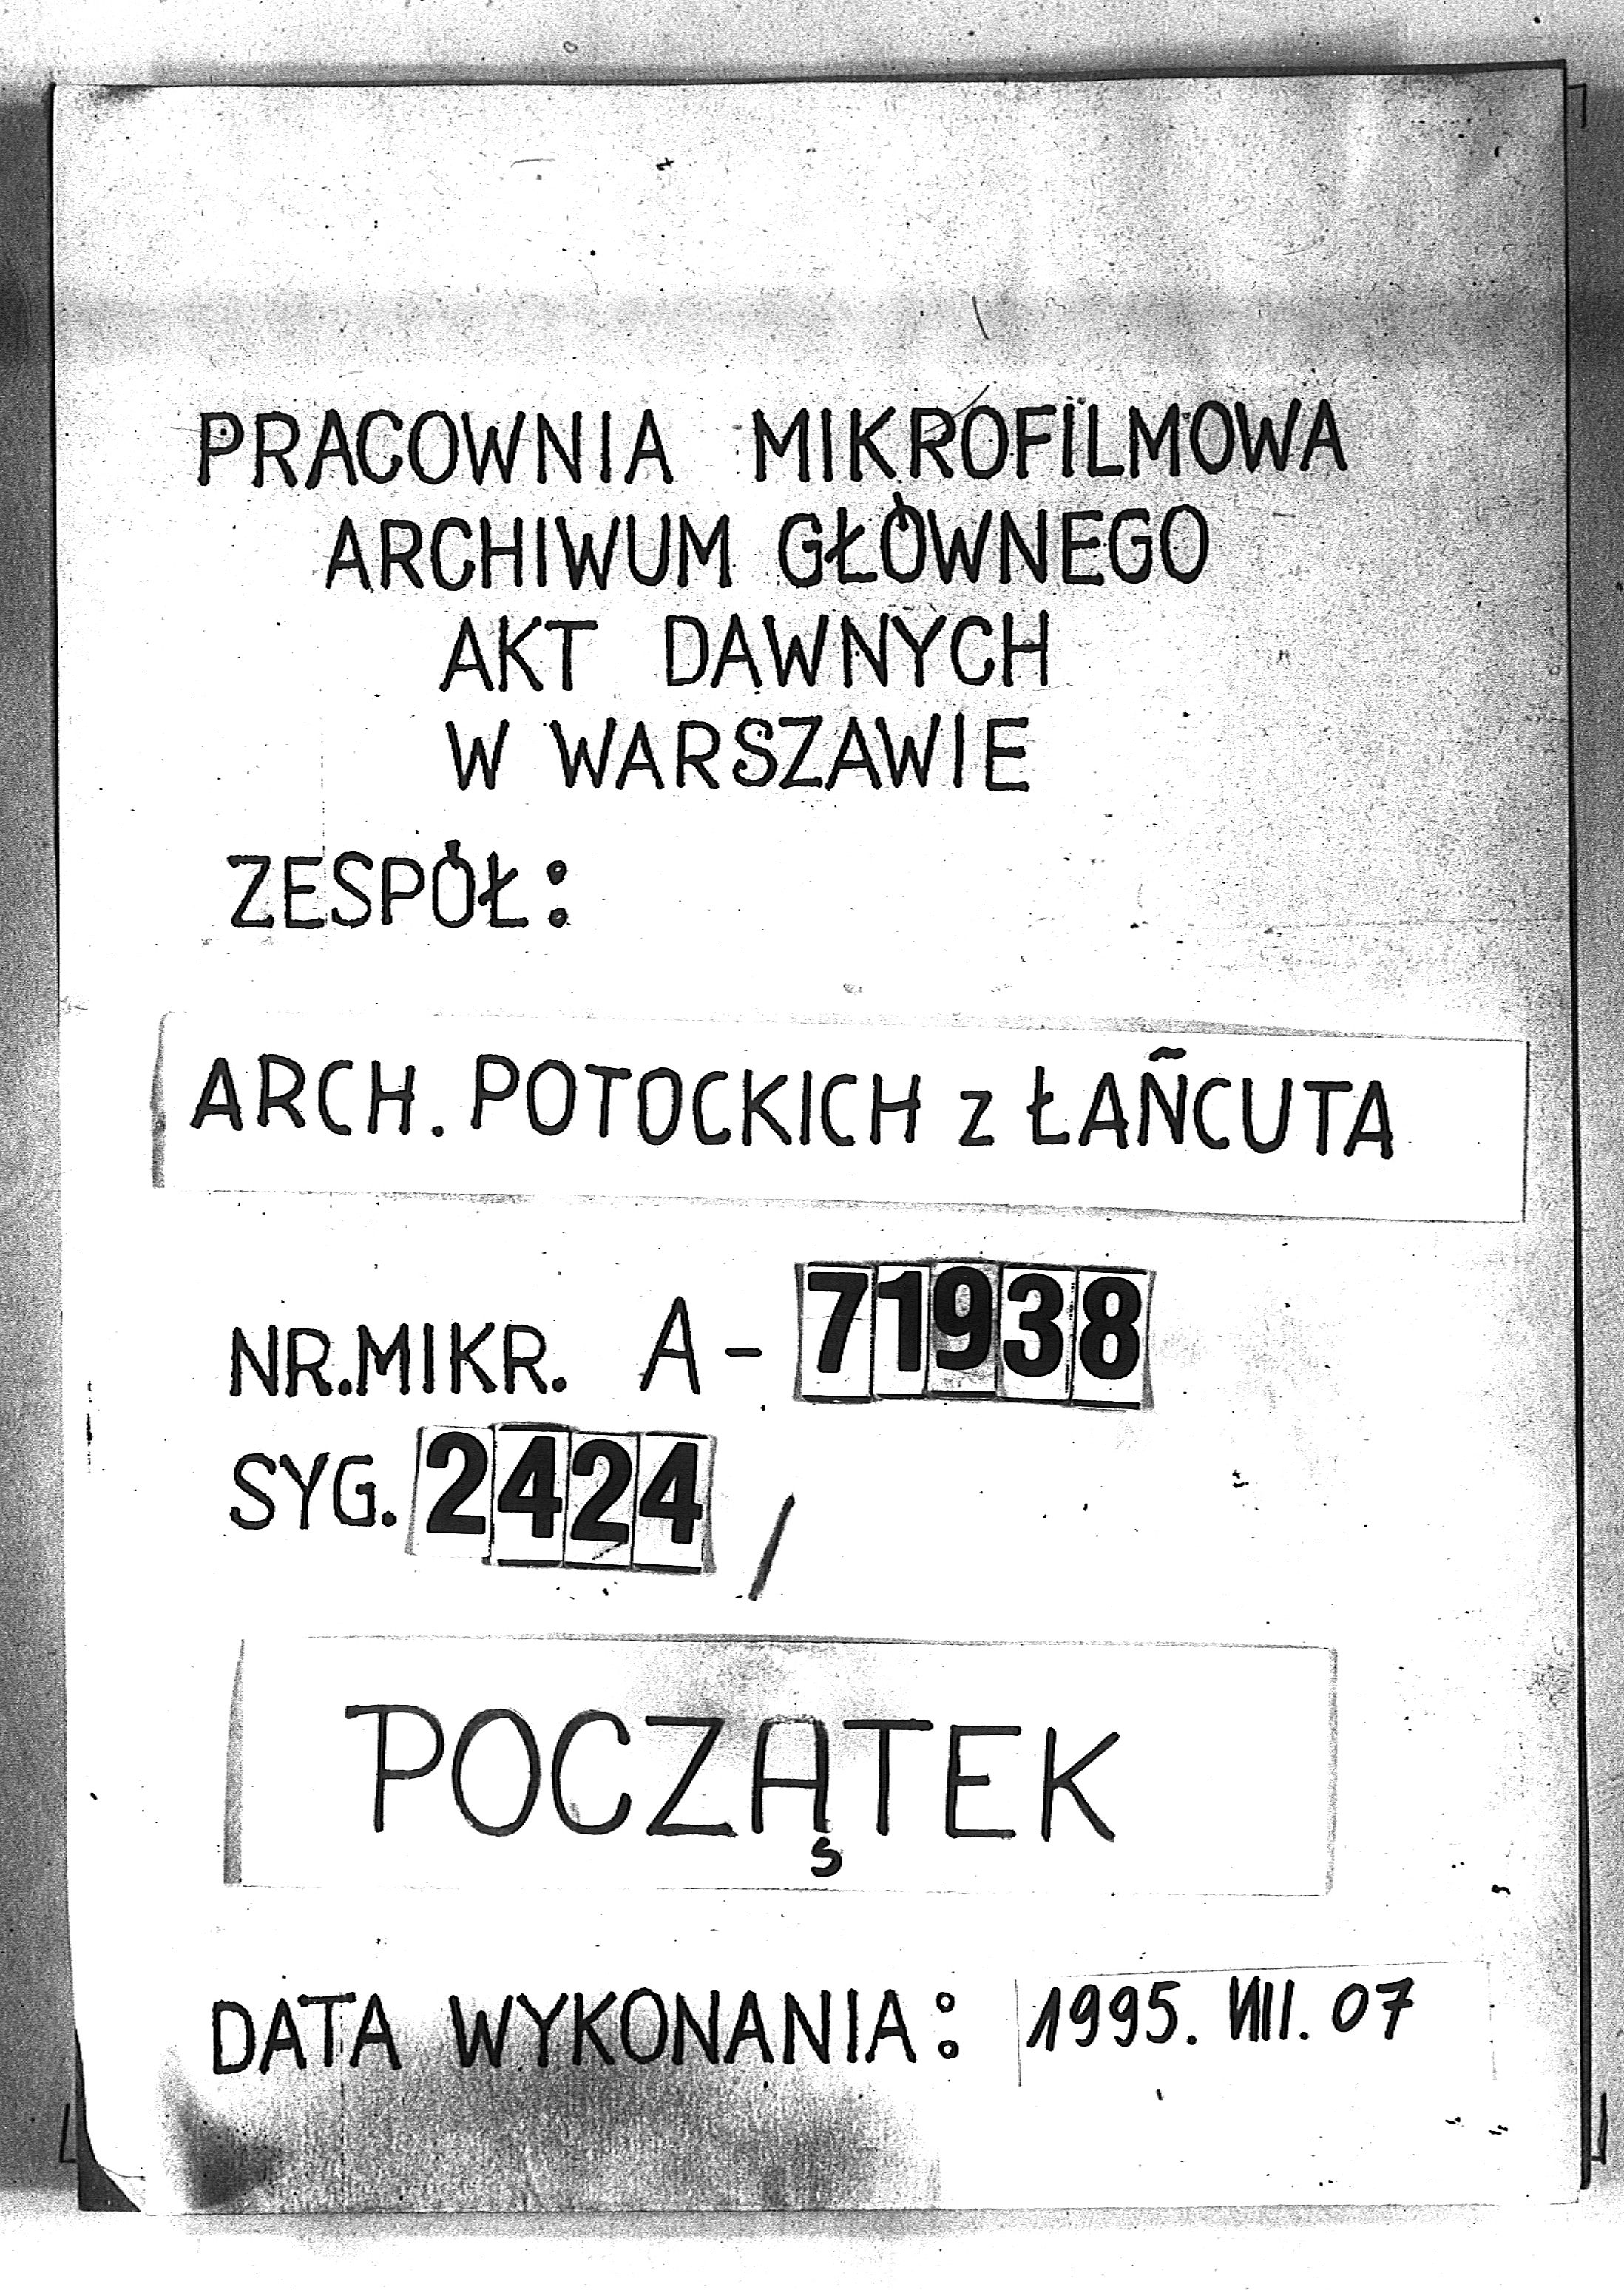 PRACOWNIA MIKROFILMOWA
ARCHIWUM GŁÓWNEGO
AKT DAWNYCH
W WARSZAWIE
ZESPÓŁ:
ARCH. POTOCKICH z ŁAŃCUTA
NR.MIKR. A-71938
SYG. 2424 /
POCZĄTEK
DATA WYKONANIA: 1995. VIII. 07